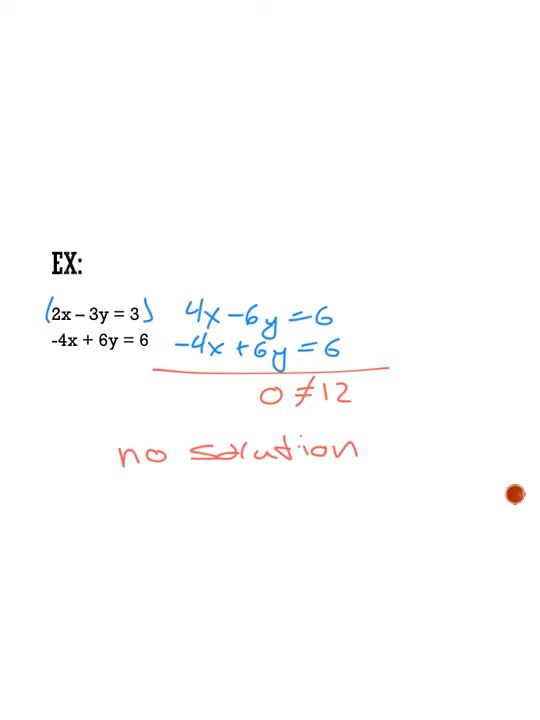 EX:
(2x – 3y = 3) 4x – 6y = 6
-4x + 6y = 6 –4x + 6y = 6
0 ≠ 12
no solution